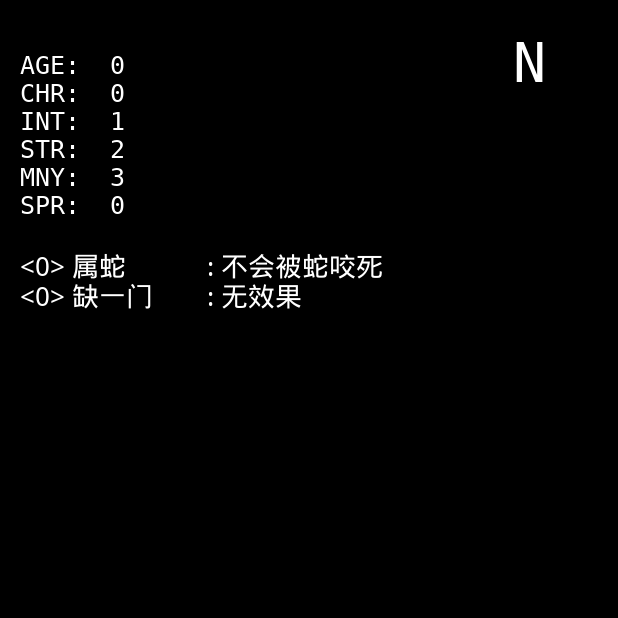 N
AGE: 0
CHR: 0
INT: 1
STR: 2
MNY: 3
SPR: 0
<O> 属蛇 : 不会被蛇咬死
<O> 缺一门 : 无效果